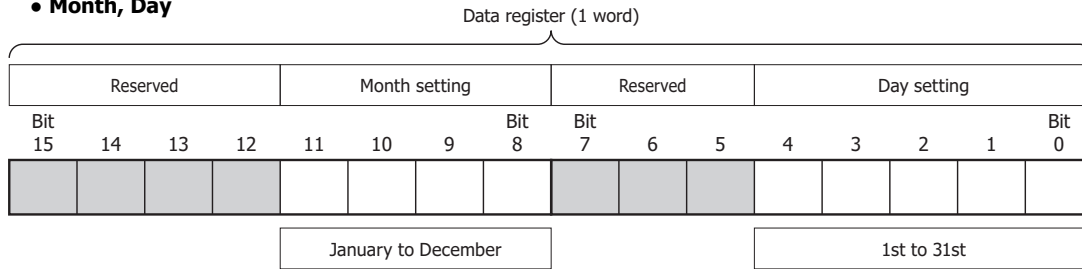 ● Month, Day
Data register (1 word)
Reserved Month setting Reserved Day setting
Bit Bit Bit Bit
15 14 13 12 11 10 9 8 7 6 5 4 3 2 1 0
January to December 1st to 31st